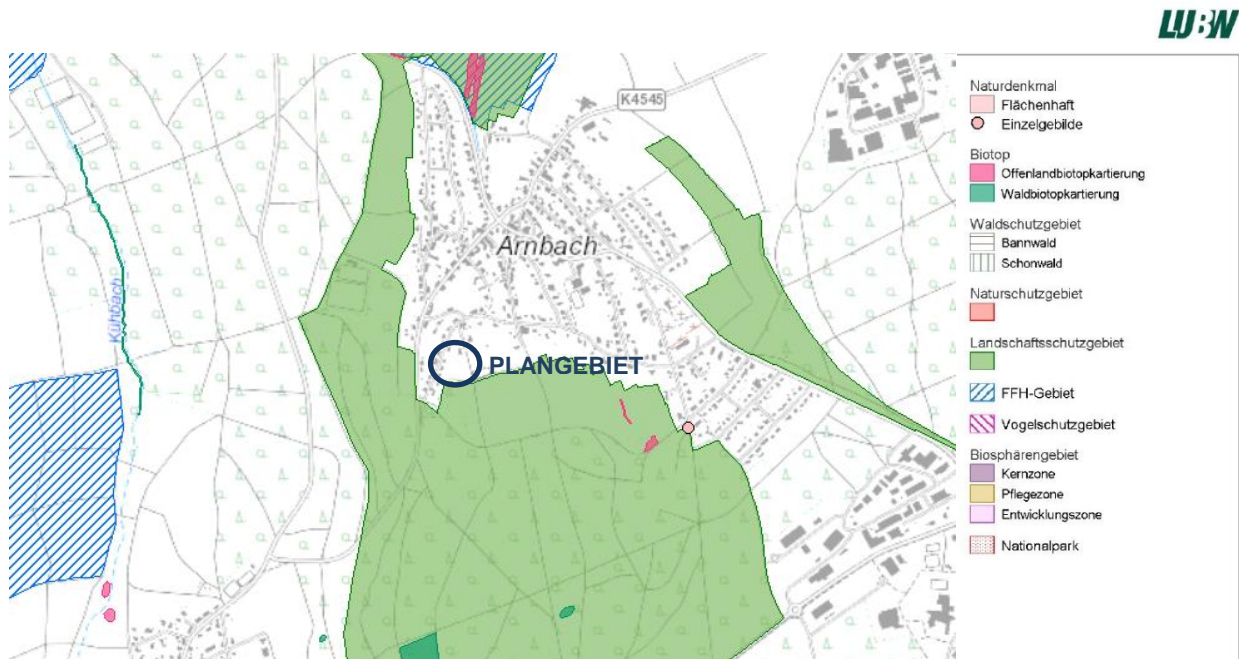 LUBW
K4545
Arnbach
Kühbach
PLANGEBIET
Naturdenkmal
Flächenhaft
Einzelgebilde
Biotop
Offenlandbiotopkartierung
Waldbiotopkartierung
Waldschutzgebiet
Bannwald
Schonwald
Naturschutzgebiet
Landschaftsschutzgebiet
FFH-Gebiet
Vogelschutzgebiet
Biosphärengebiet
Kernzone
Pflegezone
Entwicklungszone
Nationalpark